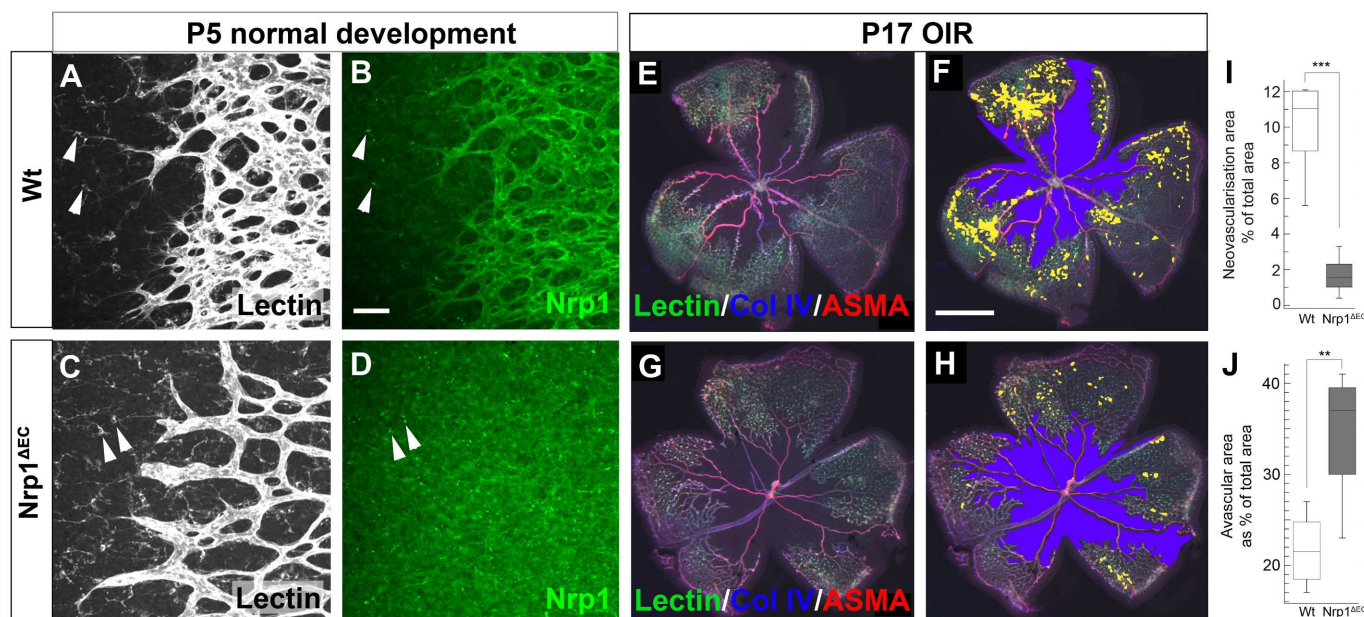 P5 normal development
P17 OIR
Wt
A
Lectin
B
Nrp1
E
Lectin/Col IV/ASMA
F
I
***
Neovascularisation area
% of total area
12
10
8
6
4
2
0
Wt Nrp1ΔEC
Nrp1ΔEC
C
Lectin
D
Nrp1
G
Lectin/Col IV/ASMA
H
J
**
Avascular area
as % of total area
40
30
20
Wt Nrp1ΔEC